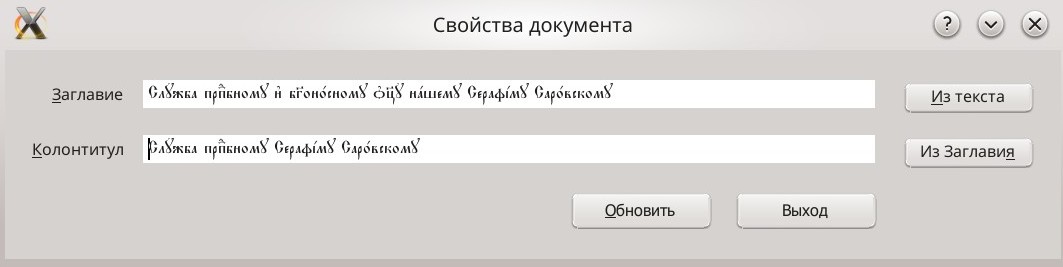 Свойства документа
?
Заглавие Слꙋ́жба прпⷣбномꙋ и҆ бг҃оно́сномꙋ ѻ҆ц҃ꙋ̀ на́шемꙋ Серафі́мꙋ Саро́вскомꙋ Из текста
Колонтитул Слꙋ́жба прпⷣбномꙋ Серафі́мꙋ Саро́вскомꙋ Из Заглавия
Обновить Выход